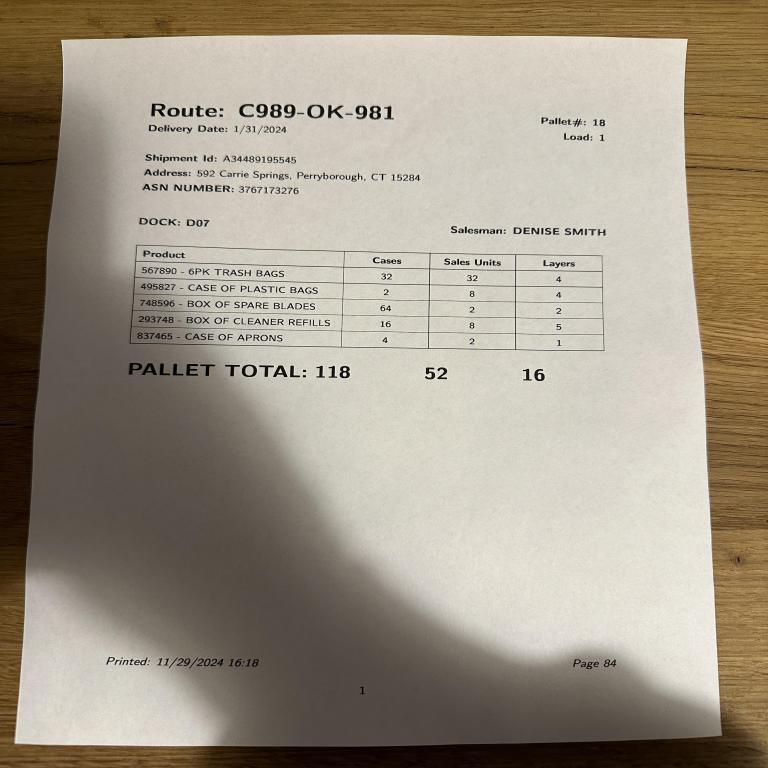 Route: C989-OK-981
Delivery Date: 1/31/2024
Pallet#: 18
Load: 1
Shipment Id: A34489195545
Address: 592 Carrie Springs, Perryborough, CT 15284
ASN NUMBER: 3767173276
DOCK: D07
Salesman: DENISE SMITH
Product Cases Sales Units Layers
567890 - 6PK TRASH BAGS 32 32 4
495827 - CASE OF PLASTIC BAGS 2 8 4
748596 - BOX OF SPARE BLADES 64 2 2
293748 - BOX OF CLEANER REFILLS 16 8 5
837465 - CASE OF APRONS 4 2 1
PALLET TOTAL: 118 52 16
Printed: 11/29/2024 16:18
Page 84
1